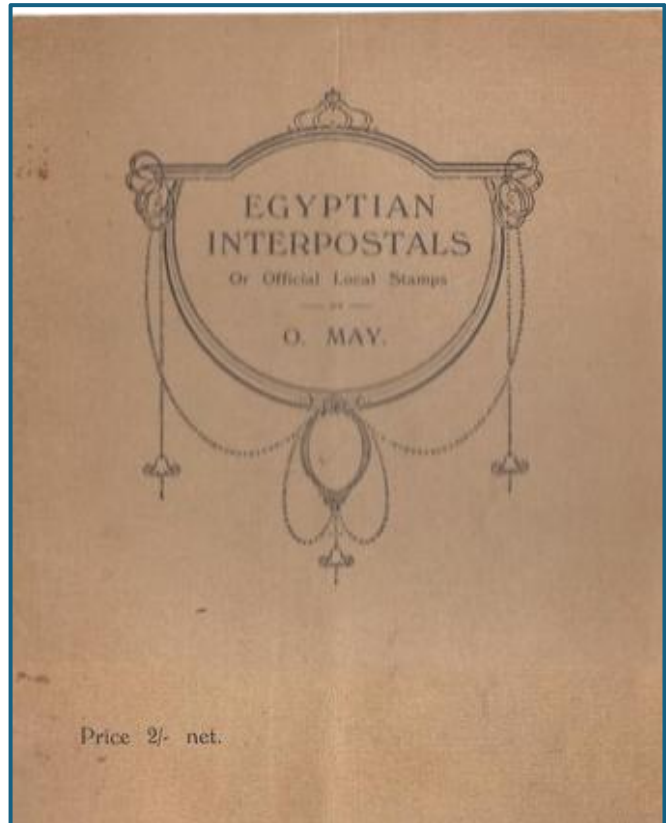 EGYPTIAN
INTERPOSTALS
Or Official Local Stamps
— BY —
O. MAY.
Price 2/- net.